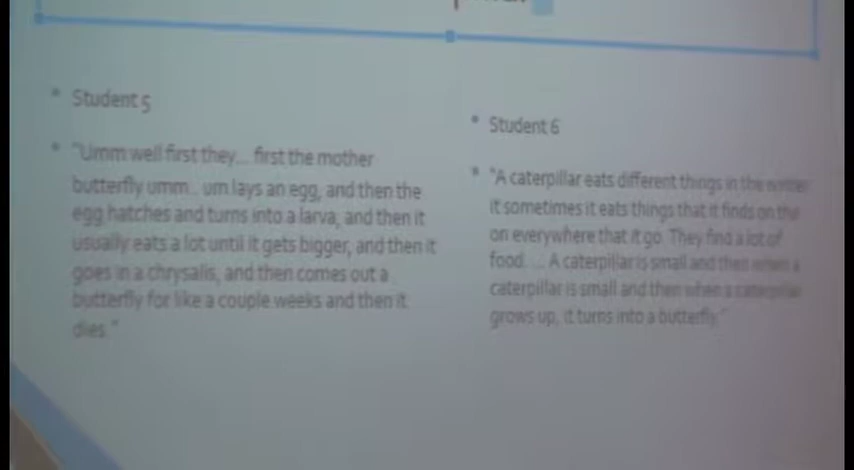 Student 5
"Umm well first they... first the mother
butterfly umm.. um lays an egg, and then the
egg hatches and turns into a larva, and then it
usually eats a lot until it gets bigger, and then it
goes in a chrysalis, and then comes out a
butterfly for like a couple weeks and then it
dies."
Student 6
"A caterpillar eats different things in the winter
it sometimes it eats things that it finds on the
on everywhere that it go. They find a lot of
food.... A caterpillar is small and then when a
caterpillar is small and then when a caterpillar
grows up, it turns into a butterfly."